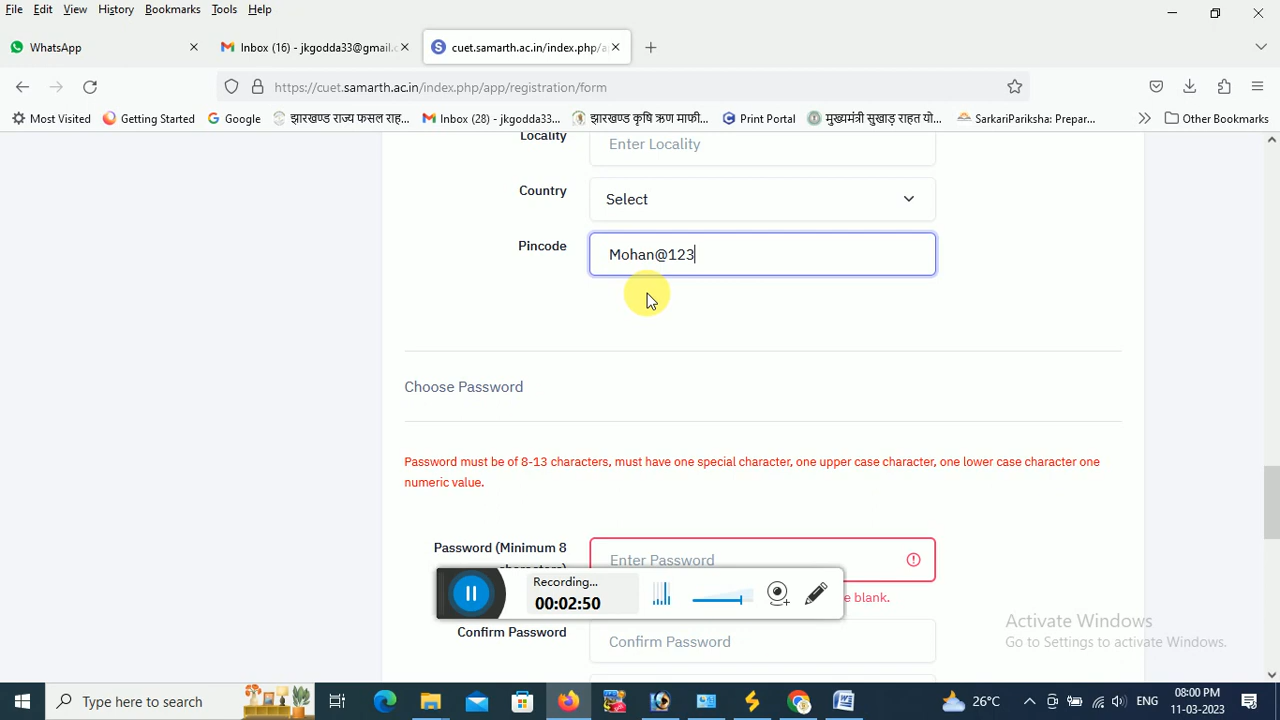 File Edit View History Bookmarks Tools Help
WhatsApp
Inbox (16) - jkgodda33@gmail.c
cuet.samarth.ac.in/index.php/a
https://cuet.samarth.ac.in/index.php/app/registration/form
Most Visited Getting Started Google झारखण्ड राज्य फसल राह... Inbox (28) - jkgodda33... झारखण्ड कृषि ऋण माफी... Print Portal मुख्यमंत्री सुखाड़ राहत यो... SarkariPariksha: Prepar... Other Bookmarks
Locality Enter Locality
Country Select
Pincode Mohan@123
Choose Password
Password must be of 8-13 characters, must have one special character, one upper case character, one lower case character one
numeric value.
Password (Minimum 8 Enter Password
Recording...
00:02:50
e blank.
Confirm Password Confirm Password
Activate Windows
Go to Settings to activate Windows.
Type here to search
26°C
ENG
08:00 PM
11-03-2023